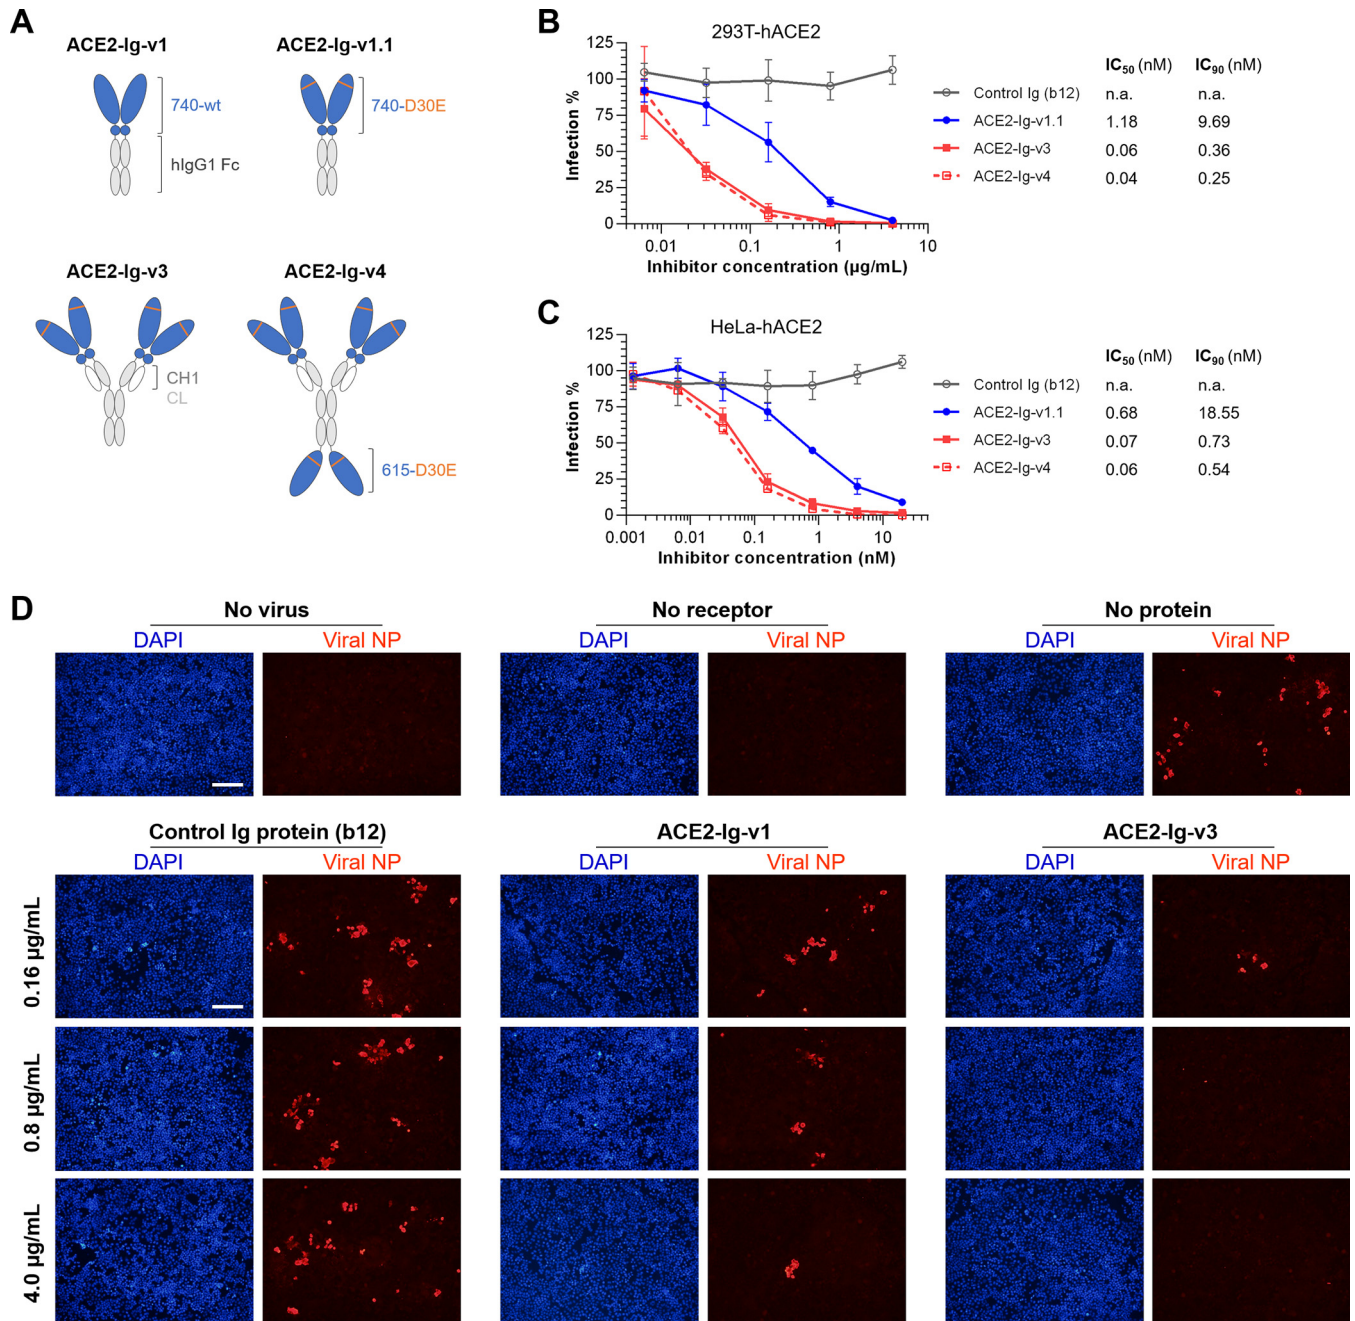 A
ACE2-Ig-v1
ACE2-Ig-v1.1
740-wt
740-D30E
hIgG1 Fc
ACE2-Ig-v3
ACE2-Ig-v4
CH1
CL
615-D30E
B
293T-hACE2
Infection %
125
100
75
50
25
0
0.01
0.1
1
10
Inhibitor concentration (µg/mL)
IC50 (nM) IC90 (nM)
Control Ig (b12) n.a. n.a.
ACE2-Ig-v1.1 1.18 9.69
ACE2-Ig-v3 0.06 0.36
ACE2-Ig-v4 0.04 0.25
C
HeLa-hACE2
Infection %
125
100
75
50
25
0
0.001
0.01
0.1
1
10
Inhibitor concentration (nM)
IC50 (nM) IC90 (nM)
Control Ig (b12) n.a. n.a.
ACE2-Ig-v1.1 0.68 18.55
ACE2-Ig-v3 0.07 0.73
ACE2-Ig-v4 0.06 0.54
D
No virus
DAPI Viral NP
No receptor
DAPI Viral NP
No protein
DAPI Viral NP
Control Ig protein (b12)
DAPI Viral NP
ACE2-Ig-v1
DAPI Viral NP
ACE2-Ig-v3
DAPI Viral NP
0.16 µg/mL
0.8 µg/mL
4.0 µg/mL